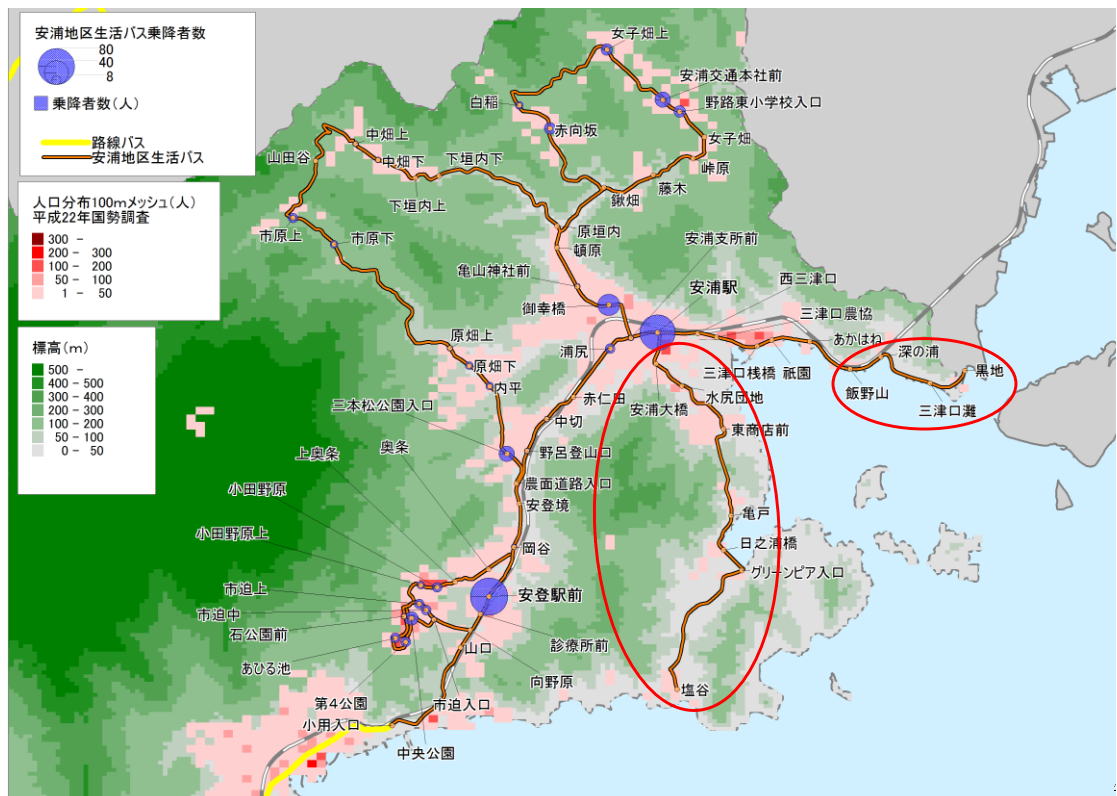 安浦地区生活バス乗降者数
80
40
8
乗降者数(人)
路線バス
安浦地区生活バス
人口分布100mメッシュ(人)
平成22年国勢調査
300 -
200 - 300
100 - 200
50 - 100
1 - 50
標高(m)
500 -
400 - 500
300 - 400
200 - 300
100 - 200
50 - 100
0 - 50
女子畑上
安浦交通本社前
野路東小学校入口
白稲
赤向坂
女子畑
中畑上
山田谷
中畑下
下垣内下
峠原
下垣内上
藤木
鍬畑
市原上
原垣内
安浦支所前
市原下
頓原
亀山神社前
安浦駅
西三津口
御幸橋
三津口農協
あかはね
深の浦
原畑上
浦尻
黒地
原畑下
三津口桟橋
祇園
飯野山
内平
赤仁田
安浦大橋
水尻団地
三津口灘
三本松公園入口
中切
東商店前
上奥条
奥条
野呂登山口
小田野原
農面道路入口
安登境
亀戸
小田野原上
岡谷
日之浦橋
グリーンピア入口
市迫上
安登駅前
市迫中
石公園前
診療所前
山口
あひる池
向野原
塩谷
第4公園
市迫入口
小用入口
中央公園